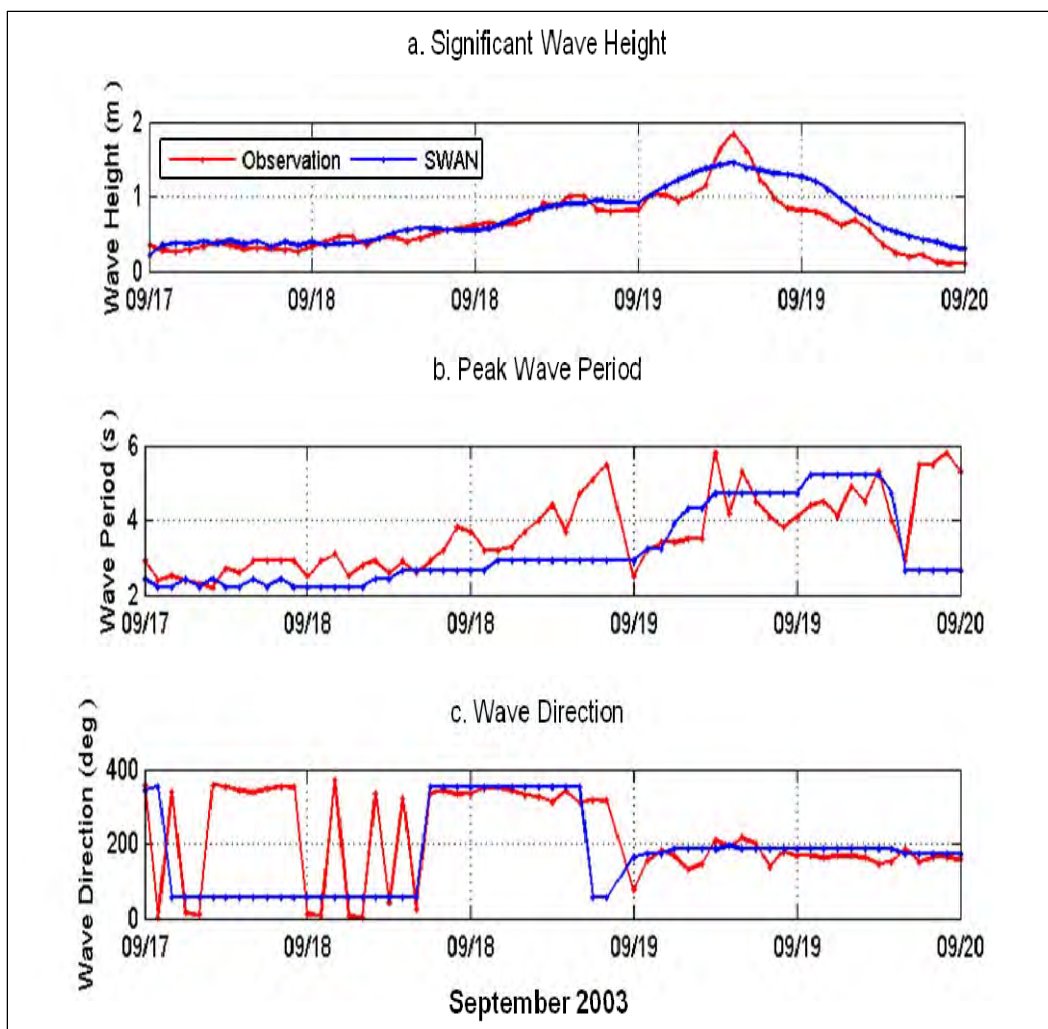 a. Significant Wave Height
Wave Height (m )
2
1
0
Observation SWAN
09/17 09/18 09/18 09/19 09/19 09/20
b. Peak Wave Period
Wave Period (s )
6
4
2
09/17 09/18 09/18 09/19 09/19 09/20
c. Wave Direction
Wave Direction (deg )
400
200
0
09/17 09/18 09/18 09/19 09/19 09/20
September 2003